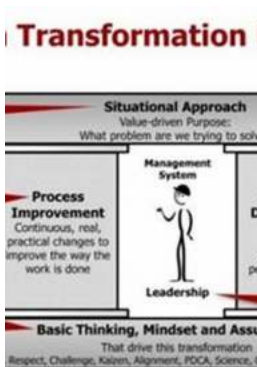 Transformation
Situational Approach
Value-driven Purpose:
What problem are we trying to solv
Management
System
Process
Improvement
Continuous, real,
practical changes to
improve the way the
work is done
D
pe
Leadership
Basic Thinking, Mindset and Assu
That drive this transformation
Respect, Challenge, Kaizen, Alignment, PDCA, Science,